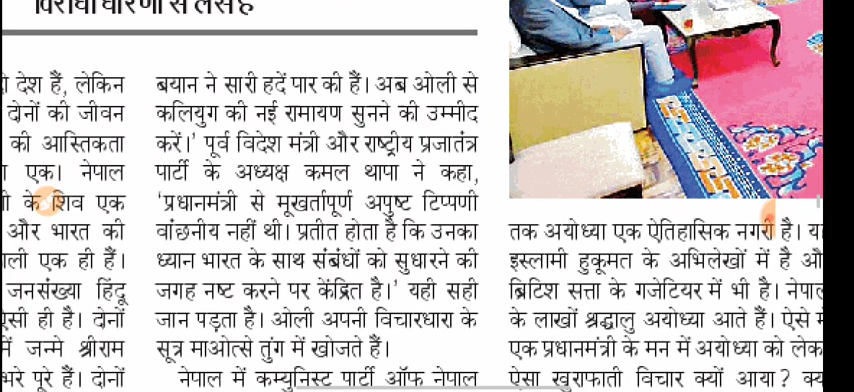 विरोधी धारणा से लैस हैं
देश हैं, लेकिन
दोनों की जीवन
की आस्तिकता
एक। नेपाल
के शिव एक
और भारत की
एक ही हैं।
जनसंख्या हिंदू
ही है। दोनों
में जन्मे श्रीराम
भरे पूरे हैं। दोनों
बयान ने सारी हदें पार की हैं। अब ओली से
कलियुग की नई रामायण सुनने की उम्मीद
करें।’ पूर्व विदेश मंत्री और राष्ट्रीय प्रजातंत्र
पार्टी के अध्यक्ष कमल थापा ने कहा,
‘प्रधानमंत्री से मूखर्तापूर्ण अपुष्ट टिप्पणी
वांछनीय नहीं थी। प्रतीत होता है कि उनका
ध्यान भारत के साथ संबंधों को सुधारने की
जगह नष्ट करने पर केंद्रित है।’ यही सही
जान पड़ता है। ओली अपनी विचारधारा के
सूत्र माओत्से तुंग में खोजते हैं।
नेपाल में कम्युनिस्ट पार्टी ऑफ नेपाल
तक अयोध्या एक ऐतिहासिक नगरी है। य
इस्लामी हुकूमत के अभिलेखों में है औ
ब्रिटिश सत्ता के गजेटियर में भी है। नेपाल
के लाखों श्रद्धालु अयोध्या आते हैं। ऐसे में
एक प्रधानमंत्री के मन में अयोध्या को लेक
ऐसा खुराफाती विचार क्यों आया? क्य